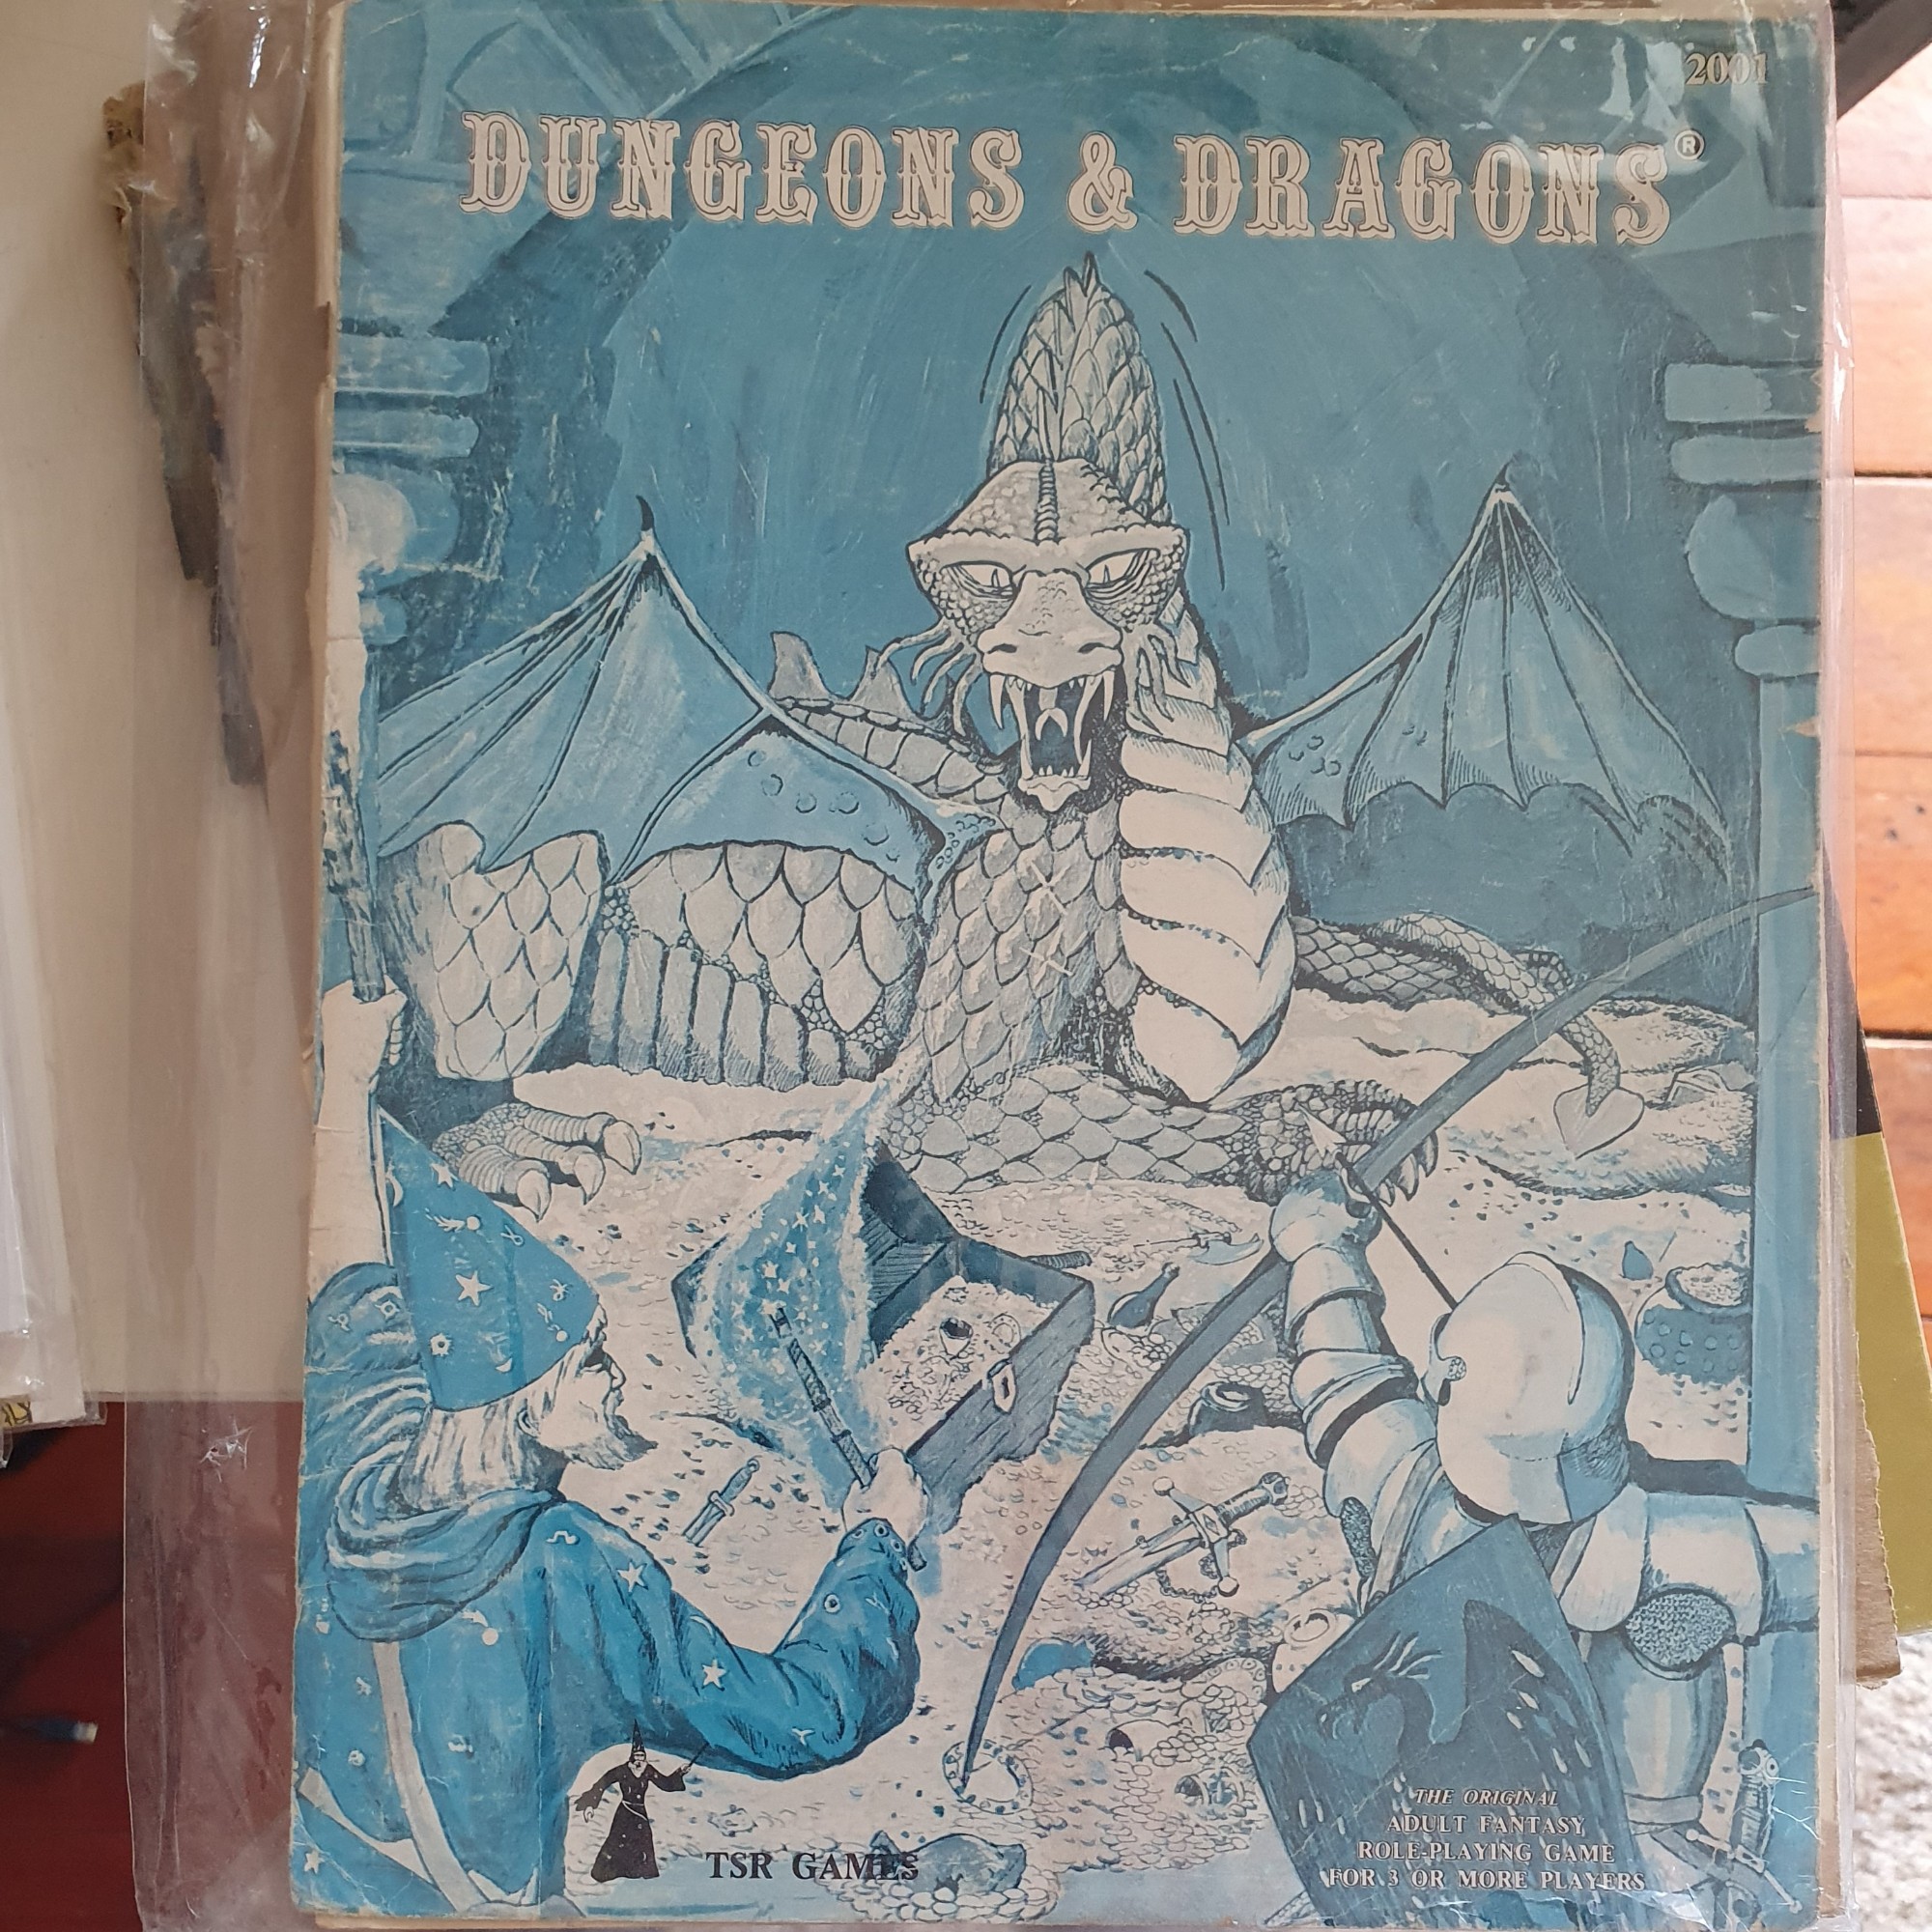 2001
DUNGEONS & DRAGONS®
THE ORIGINAL
ADULT FANTASY
ROLE-PLAYING GAME
FOR 3 OR MORE PLAYERS
TSR GAMES